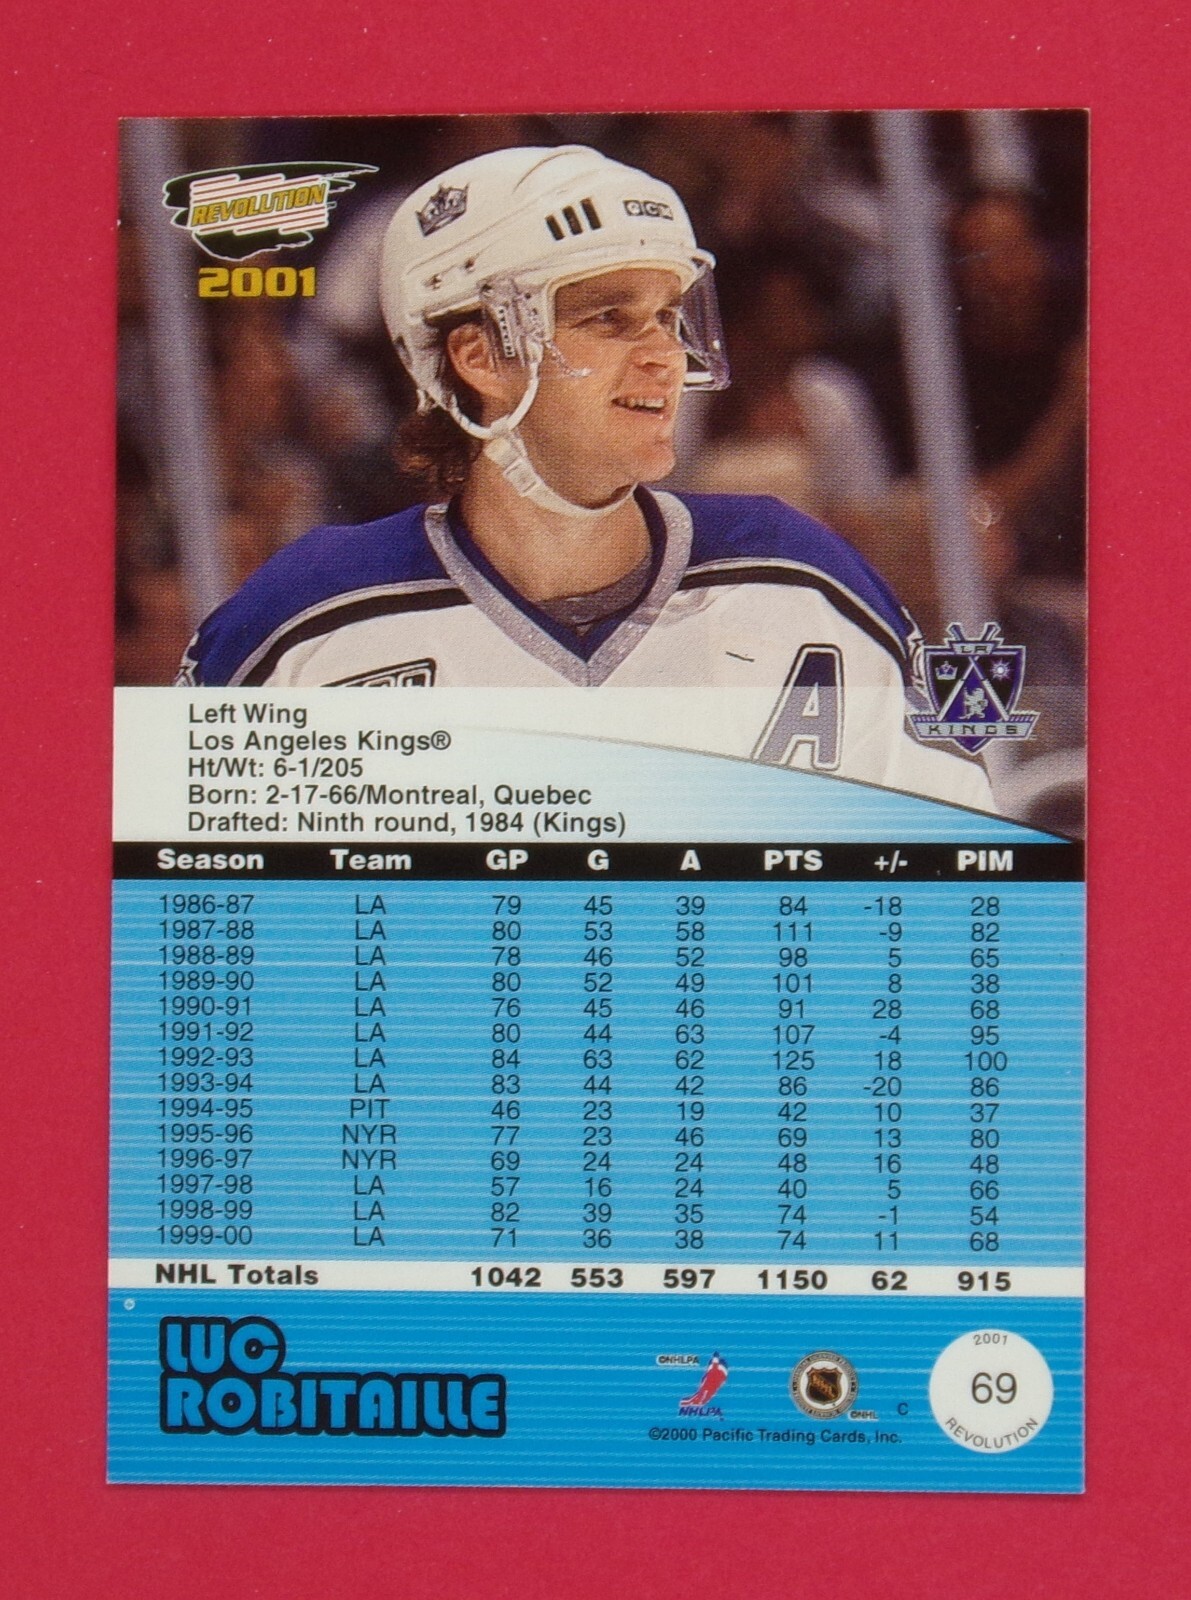 REVOLUTION
2001
CCM
A
LA
KINGS
Left Wing
Los Angeles Kings®
Ht/Wt: 6-1/205
Born: 2-17-66/Montreal, Quebec
Drafted: Ninth round, 1984 (Kings)
Season Team GP G A PTS +/- PIM
1986-87 LA 79 45 39 84 -18 28
1987-88 LA 80 53 58 111 -9 82
1988-89 LA 78 46 52 98 5 65
1989-90 LA 80 52 49 101 8 38
1990-91 LA 76 45 46 91 28 68
1991-92 LA 80 44 63 107 -4 95
1992-93 LA 84 63 62 125 18 100
1993-94 LA 83 44 42 86 -20 86
1994-95 PIT 46 23 19 42 10 37
1995-96 NYR 77 23 46 69 13 80
1996-97 NYR 69 24 24 48 16 48
1997-98 LA 57 16 24 40 5 66
1998-99 LA 82 39 35 74 -1 54
1999-00 LA 71 36 38 74 11 68
NHL Totals 1042 553 597 1150 62 915
LUC
ROBITAILLE
©NHLPA
NHLPA
NHL
©NHL
C
©2000 Pacific Trading Cards, Inc.
2001
69
REVOLUTION